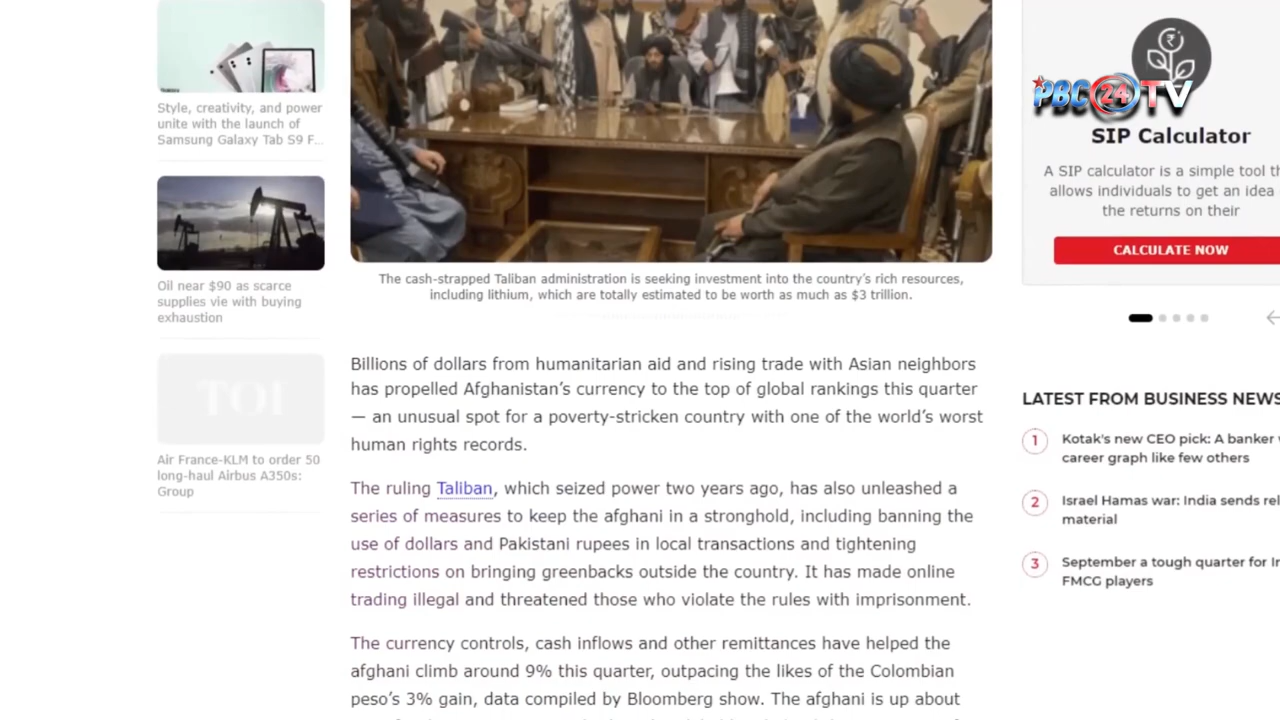 Style, creativity, and power
unite with the launch of
Samsung Galaxy Tab S9 F...
Oil near $90 as scarce
supplies vie with buying
exhaustion
TOI
Air France-KLM to order 50
long-haul Airbus A350s:
Group
The cash-strapped Taliban administration is seeking investment into the country's rich resources,
including lithium, which are totally estimated to be worth as much as $3 trillion.
Billions of dollars from humanitarian aid and rising trade with Asian neighbors
has propelled Afghanistan's currency to the top of global rankings this quarter
— an unusual spot for a poverty-stricken country with one of the world's worst
human rights records.
The ruling Taliban, which seized power two years ago, has also unleashed a
series of measures to keep the afghani in a stronghold, including banning the
use of dollars and Pakistani rupees in local transactions and tightening
restrictions on bringing greenbacks outside the country. It has made online
trading illegal and threatened those who violate the rules with imprisonment.
The currency controls, cash inflows and other remittances have helped the
afghani climb around 9% this quarter, outpacing the likes of the Colombian
peso's 3% gain, data compiled by Bloomberg show. The afghani is up about
₹
PBC 24 TV
SIP Calculator
A SIP calculator is a simple tool th
allows individuals to get an idea
the returns on their
CALCULATE NOW
LATEST FROM BUSINESS NEWS
1 Kotak's new CEO pick: A banker
career graph like few others
2 Israel Hamas war: India sends rel
material
3 September a tough quarter for In
FMCG players